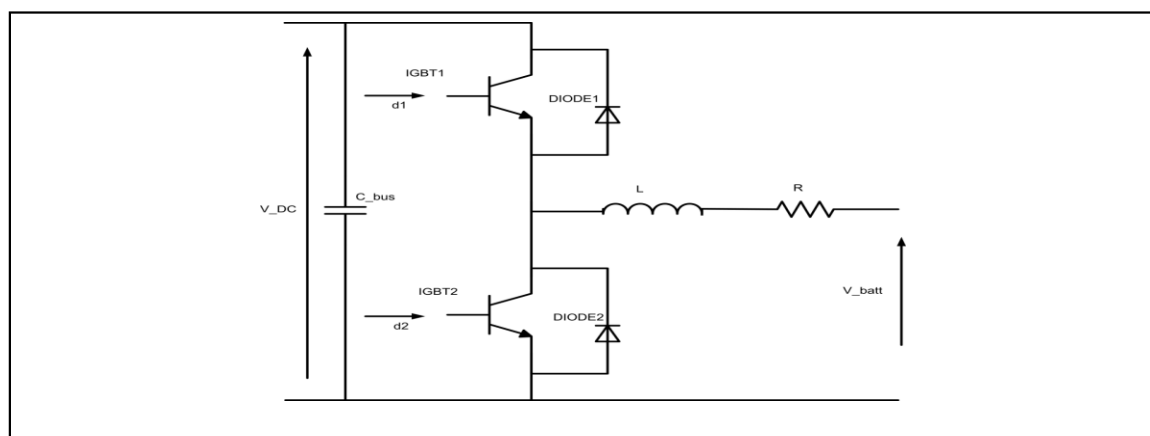 IGBT1
d1
DIODE1
C_bus
V_DC
L
R
IGBT2
d2
DIODE2
V_batt